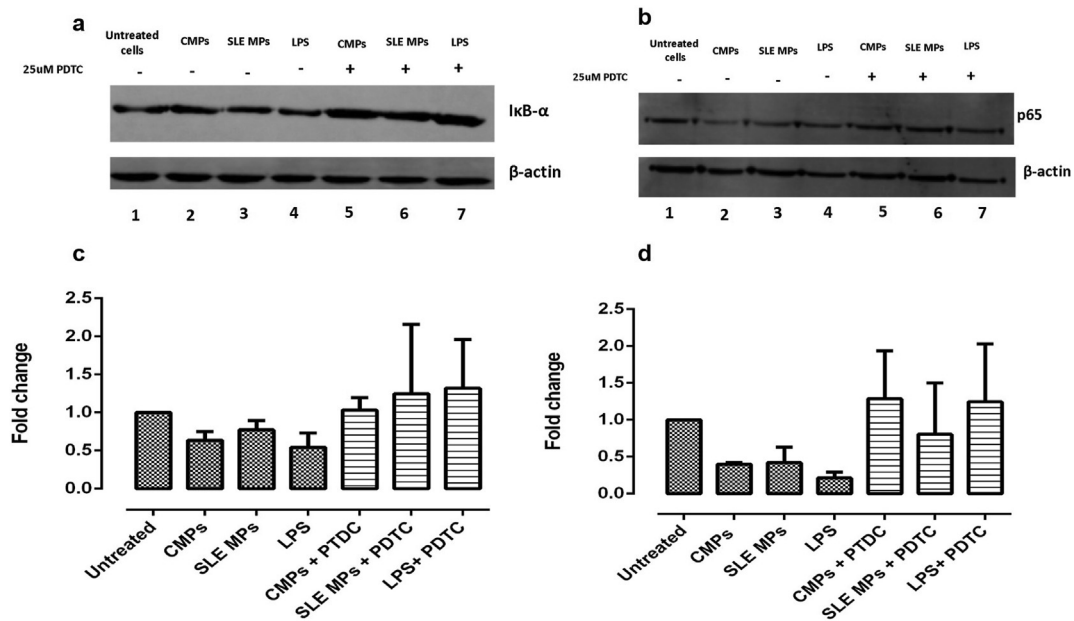 a
Untreated cells CMPs SLE MPs LPS CMPs SLE MPs LPS
25uM PDTC - - - - + + +
IκB-α
β-actin
1 2 3 4 5 6 7
b
Untreated cells CMPs SLE MPs LPS CMPs SLE MPs LPS
25uM PDTC - - - - + + +
p65
β-actin
1 2 3 4 5 6 7
c
Fold change
2.5
2.0
1.5
1.0
0.5
0.0
Untreated
CMPs
SLE MPs
LPS
CMPs + PTDC
SLE MPs + PDTC
LPS+ PDTC
d
Fold change
2.5
2.0
1.5
1.0
0.5
0.0
Untreated
CMPs
SLE MPs
LPS
CMPs + PTDC
SLE MPs + PDTC
LPS+ PDTC